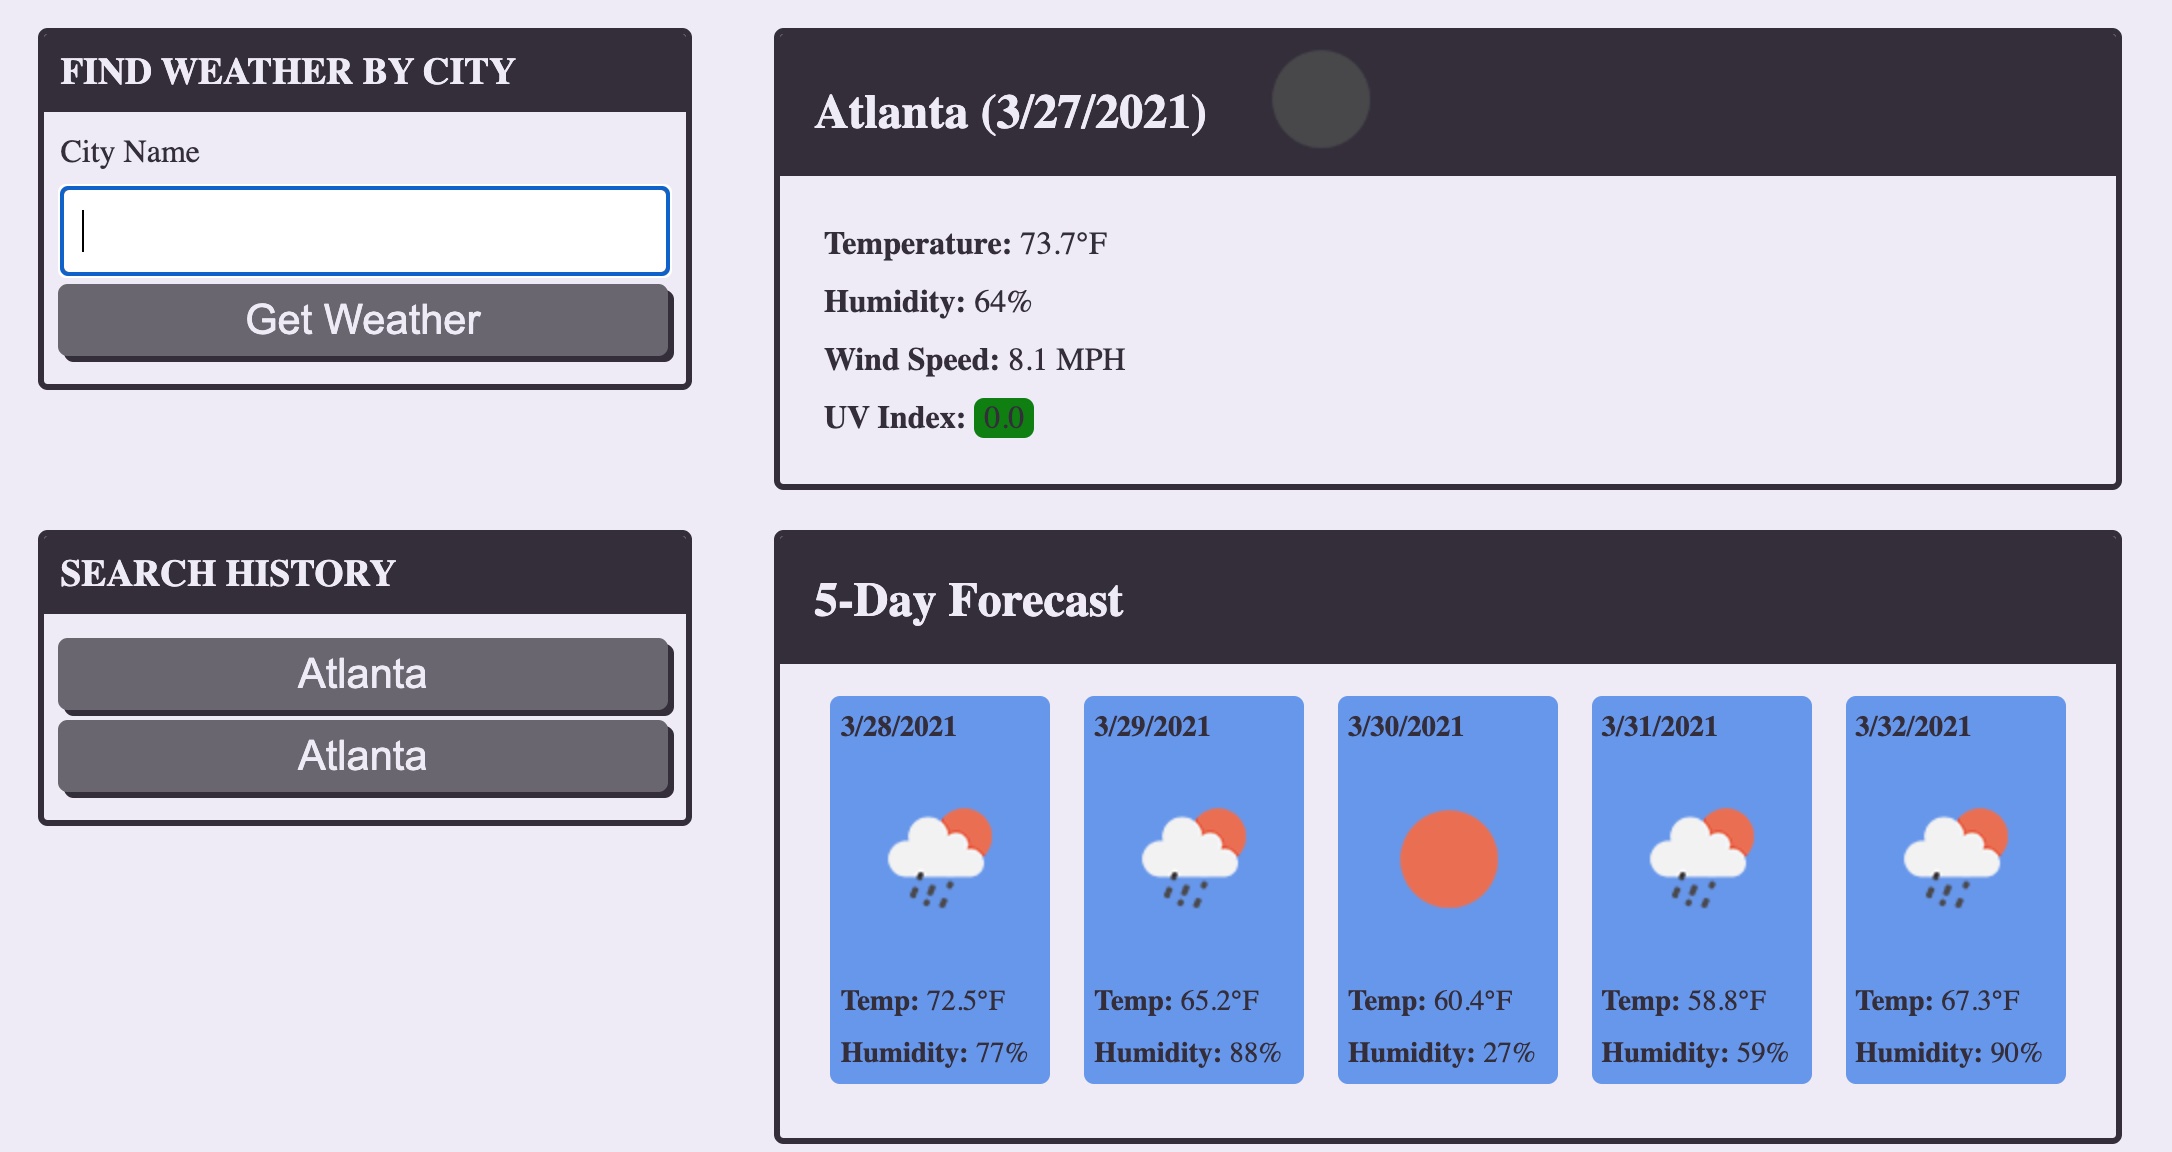 FIND WEATHER BY CITY
City Name
Get Weather
Atlanta (3/27/2021)
Temperature: 73.7°F
Humidity: 64%
Wind Speed: 8.1 MPH
UV Index: 0.0
SEARCH HISTORY
Atlanta
Atlanta
5-Day Forecast
3/28/2021
Temp: 72.5°F
Humidity: 77%
3/29/2021
Temp: 65.2°F
Humidity: 88%
3/30/2021
Temp: 60.4°F
Humidity: 27%
3/31/2021
Temp: 58.8°F
Humidity: 59%
3/32/2021
Temp: 67.3°F
Humidity: 90%